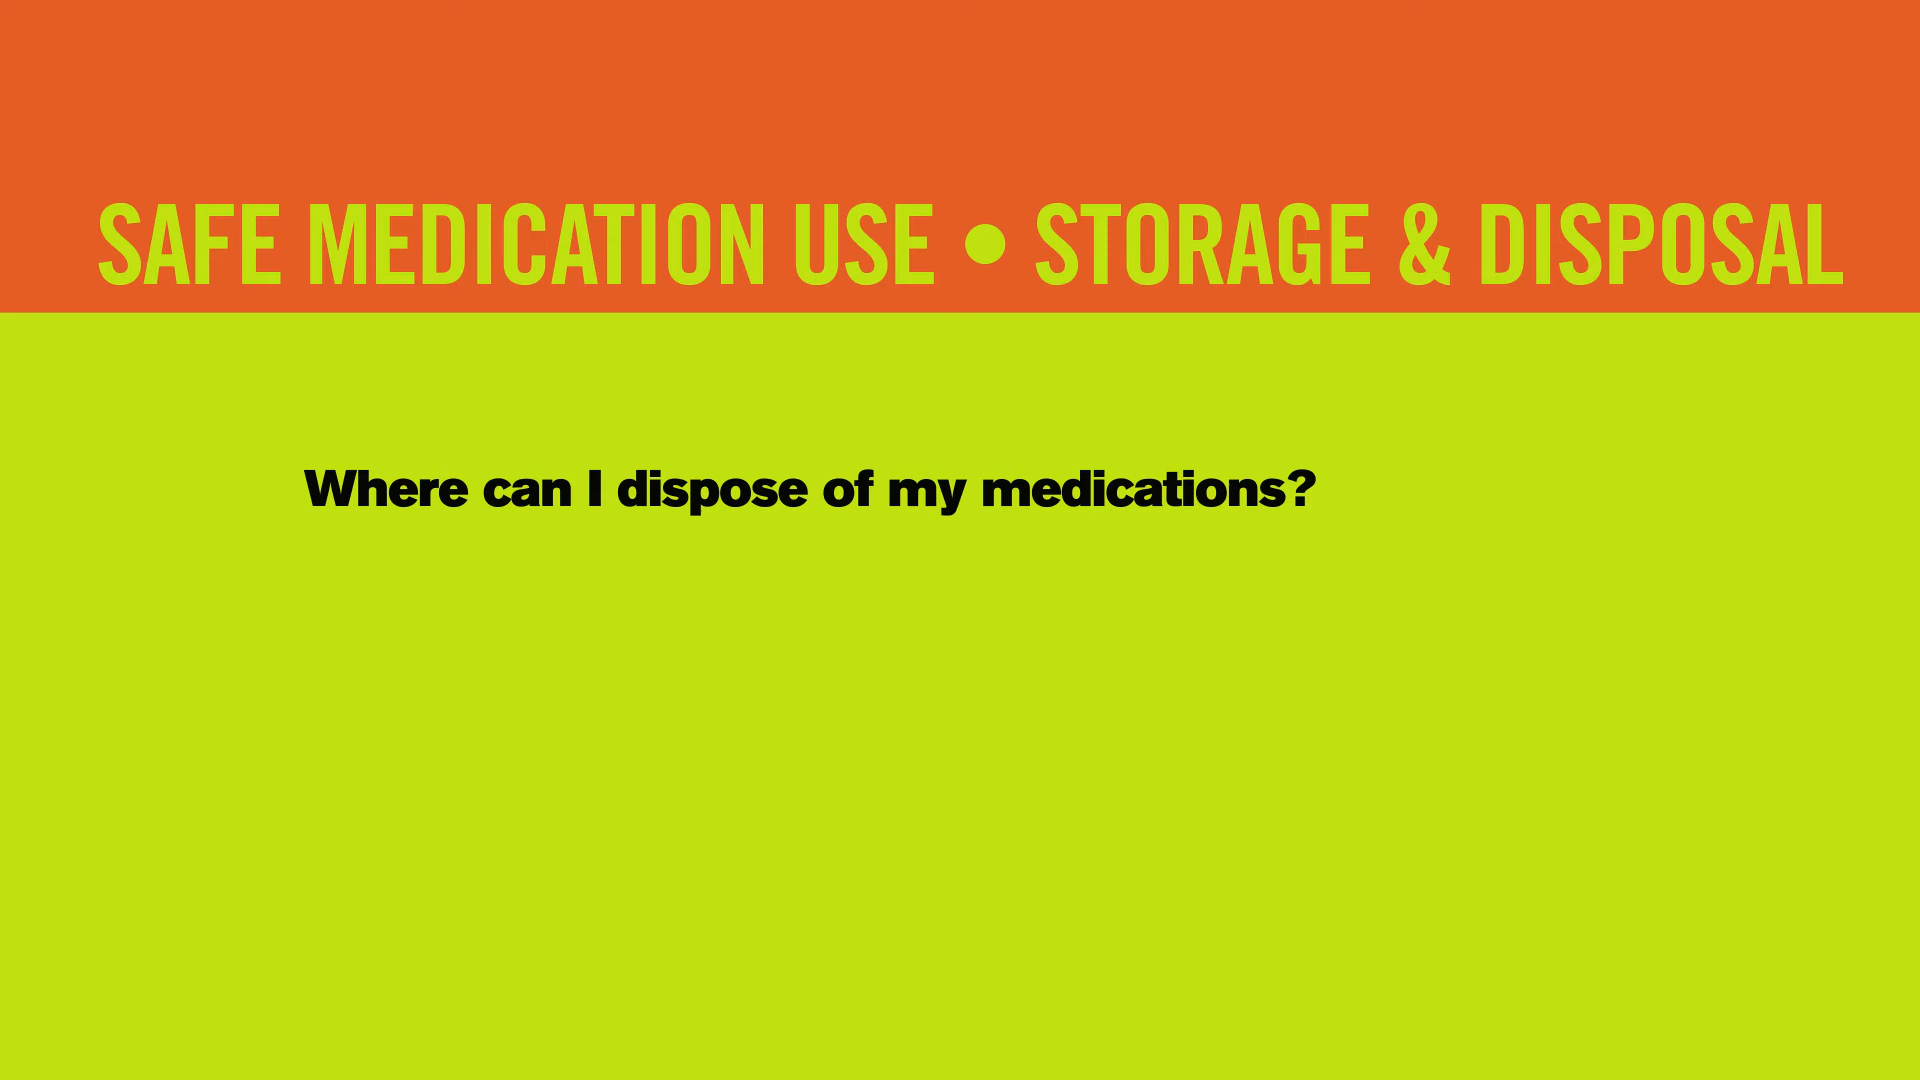 SAFE MEDICATION USE • STORAGE & DISPOSAL
Where can I dispose of my medications?